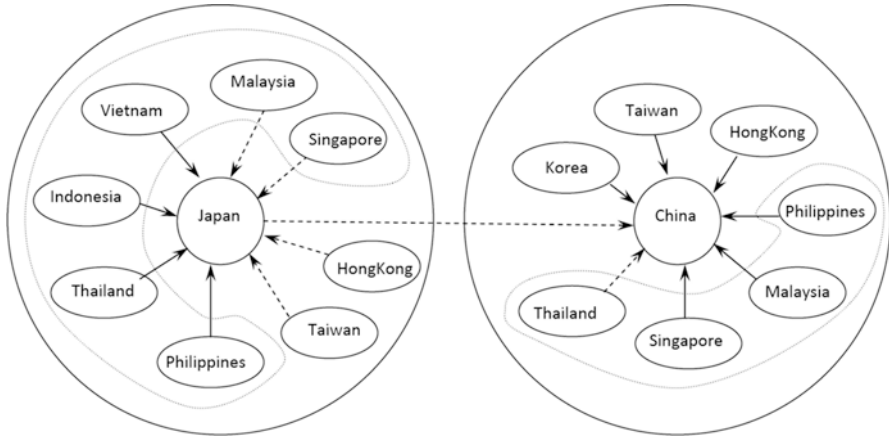 Malaysia
Vietnam
Singapore
Indonesia
Japan
Thailand
HongKong
Taiwan
Philippines
Taiwan
HongKong
Korea
China
Philippines
Thailand
Malaysia
Singapore